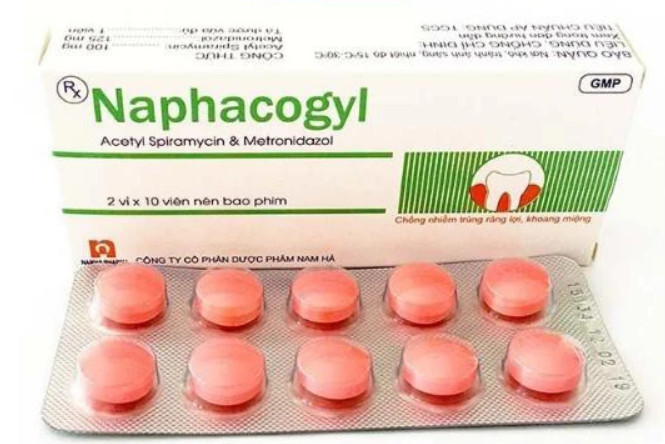 CÔNG THỨC
Acetyl Spiramycin: 100 mg
Metronidazol: 125 mg
Tá dược vừa đủ: 1 viên
LIỀU DÙNG, CHỐNG CHỈ ĐỊNH:
Xem trong đơn hướng dẫn
BẢO QUẢN: Nơi khô, tránh ánh sáng, nhiệt độ 15°C-30°C
TIÊU CHUẨN ÁP DỤNG: TCCS
Rx
GMP
Naphacogyl
Acetyl Spiramycin & Metronidazol
2 vỉ x 10 viên nén bao phim
Chống nhiễm trùng răng lợi, khoang miệng
CÔNG TY CỔ PHẦN DƯỢC PHẨM NAM HÀ